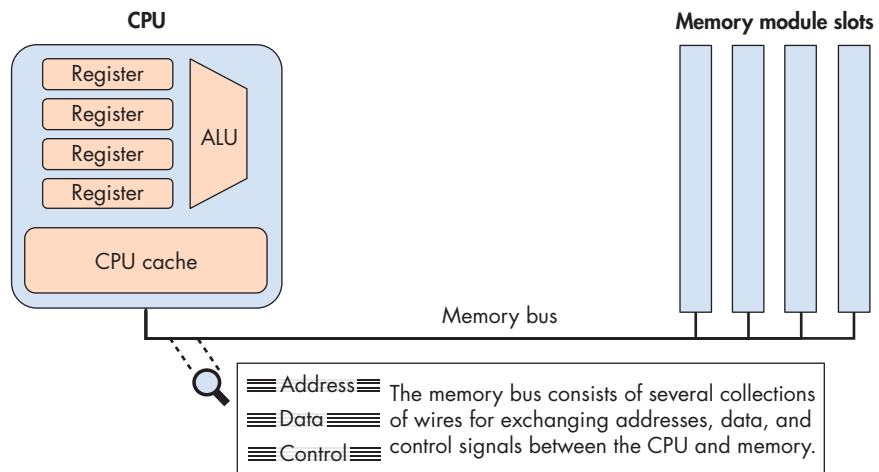 CPU
Memory module slots
Register
Register
Register
Register
ALU
CPU cache
Memory bus
Address
Data
Control
The memory bus consists of several collections
of wires for exchanging addresses, data, and
control signals between the CPU and memory.